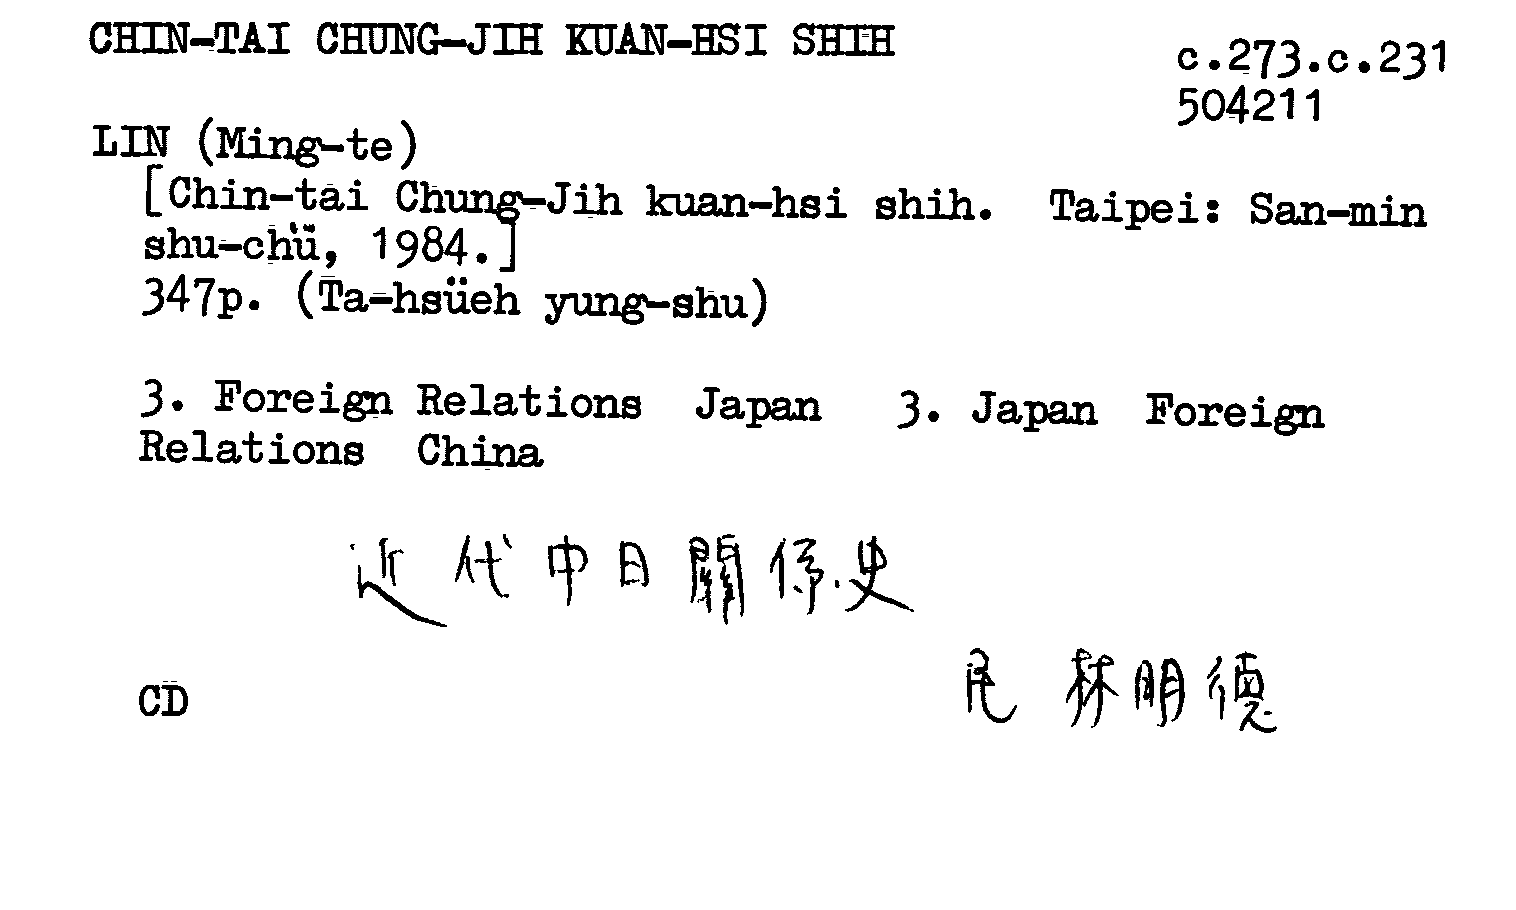 CHIN-TAI CHUNG-JIH KUAN-HSI SHIH
c.273.c.231
504211
LIN (Ming-te)
[Chin-tai Chung-Jih kuan-hsi shih. Taipei: San-min
shu-chü, 1984.]
347p. (Ta-hsüeh yung-shu)
3. Foreign Relations Japan 3. Japan Foreign
Relations China
近代中日關係史
民 林明德
CD